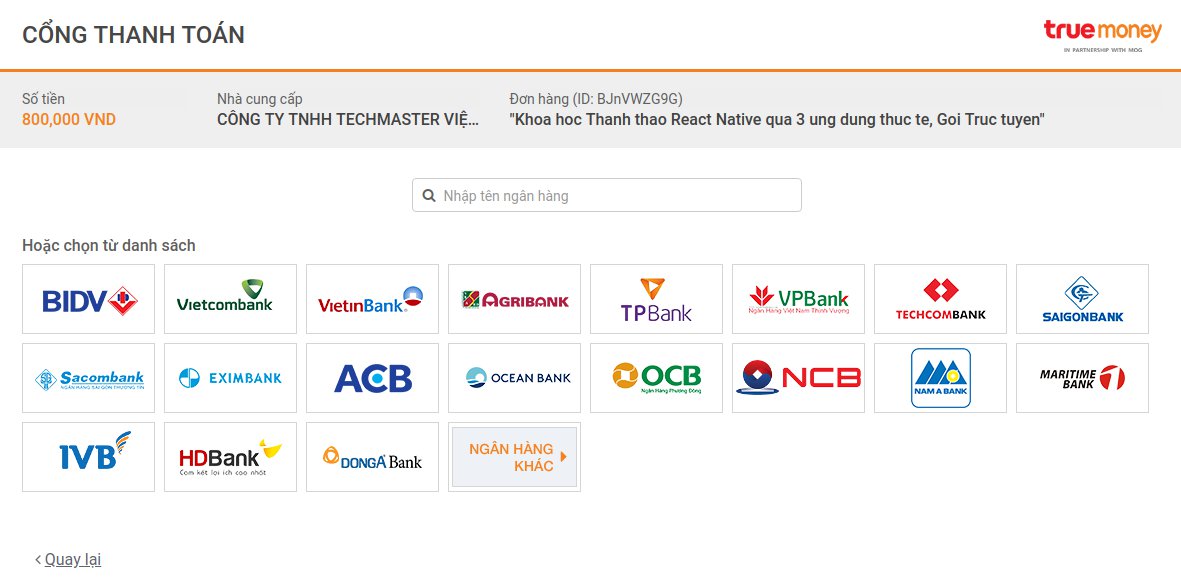 CỔNG THANH TOÁN
true money
IN PARTNERSHIP WITH MOG
Số tiền
Nhà cung cấp
Đơn hàng (ID: BJnVWZG9G)
800,000 VND
CÔNG TY TNHH TECHMASTER VIỆ...
"Khoa hoc Thanh thao React Native qua 3 ung dung thuc te, Goi Truc tuyen"
Nhập tên ngân hàng
Hoặc chọn từ danh sách
BIDV
Vietcombank
VietinBank
AGRIBANK
TPBank
VPBank
Ngân Hàng Việt Nam Thịnh Vượng
TECHCOMBANK
SAIGONBANK
Sacombank
NGÂN HÀNG SÀI GÒN THƯƠNG TÍN
EXIMBANK
ACB
OCEAN BANK
OCB
Ngân Hàng Phương Đông
NCB
NAM A BANK
MARITIME
BANK
IVB
HDBank
Cam kết lợi ích cao nhất
DONGA Bank
NGÂN HÀNG
KHÁC
Quay lại